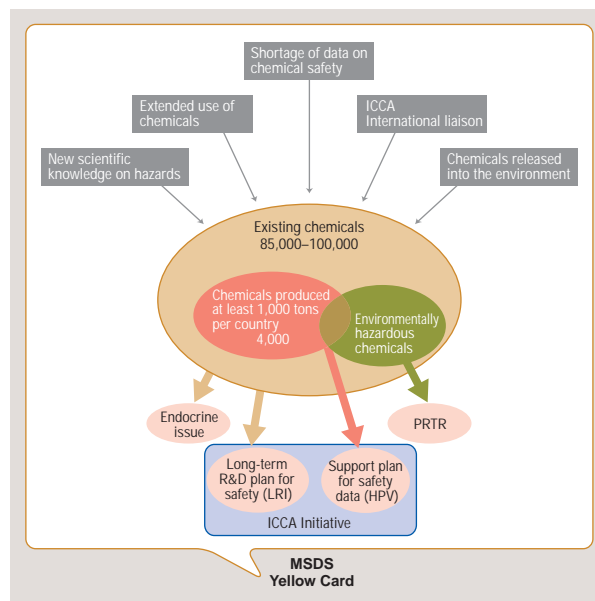 Shortage of data on
chemical safety
Extended use of
chemicals
ICCA
International liaison
New scientific
knowledge on hazards
Chemicals released
into the environment
Existing chemicals
85,000–100,000
Chemicals produced
at least 1,000 tons
per country
4,000
Environmentally
hazardous
chemicals
Endocrine
issue
PRTR
Long-term
R&D plan for
safety (LRI)
Support plan
for safety
data (HPV)
ICCA Initiative
MSDS
Yellow Card